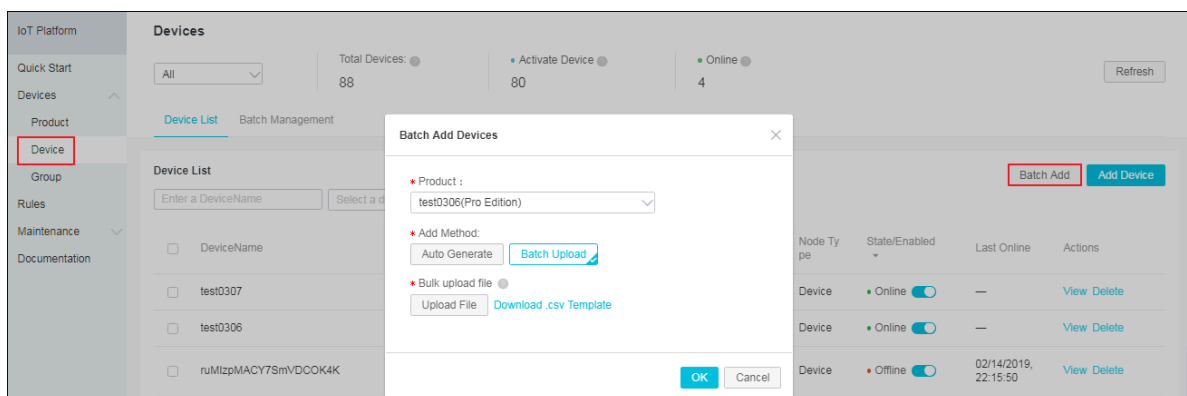 IoT Platform
Quick Start
Devices
Product
Device
Group
Rules
Maintenance
Documentation
Devices
All
Total Devices:
88
Activate Device
80
Online
4
Refresh
Device List
Batch Management
Device List
Enter a DeviceName
Select a d
Batch Add
Add Device
DeviceName
Node Ty
pe
State/Enabled
Last Online
Actions
test0307
Device
Online
—
View Delete
test0306
Device
Online
—
View Delete
ruMIzpMACY7SmVDCOK4K
Device
Offline
02/14/2019,
22:15:50
View Delete
Batch Add Devices
* Product :
test0306(Pro Edition)
* Add Method:
Auto Generate
Batch Upload
* Bulk upload file
Upload File
Download .csv Template
OK
Cancel